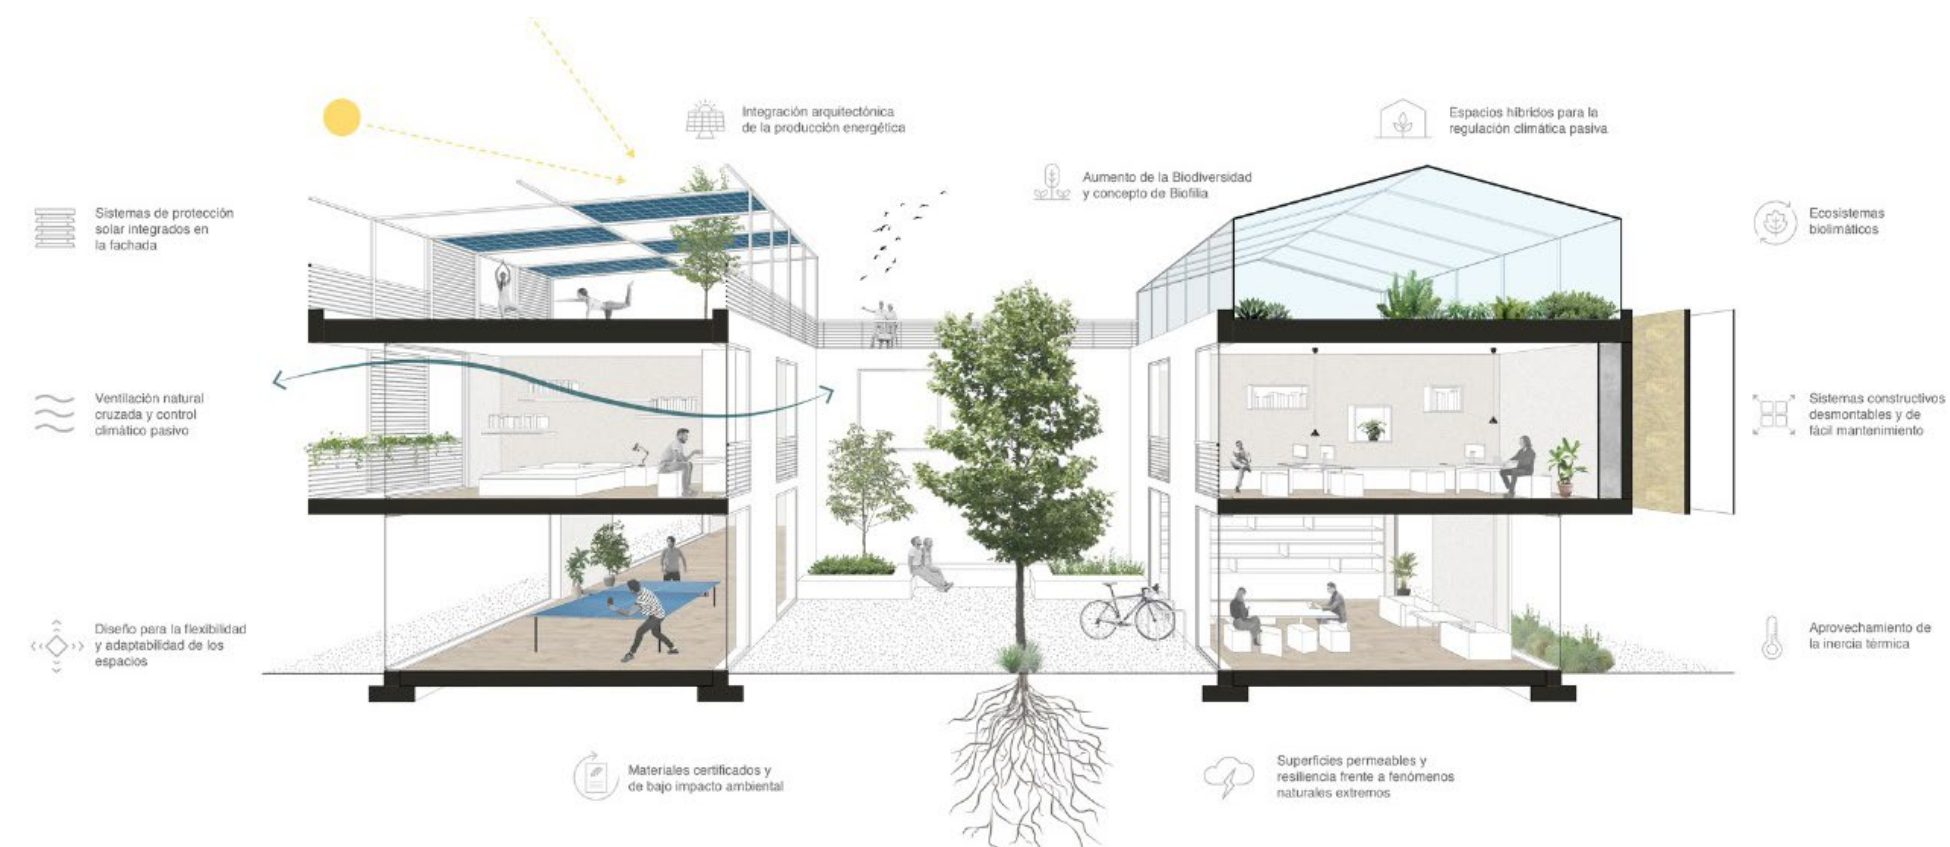 Integración arquitectónica
de la producción energética
Espacios híbridos para la
regulación climática pasiva
Aumento de la Biodiversidad
y concepto de Biofilia
Sistemas de protección
solar integrados en
la fachada
Ecosistemas
biolimáticos
Ventilación natural
cruzada y control
climático pasivo
Sistemas constructivos
desmontables y de
fácil mantenimiento
Diseño para la flexibilidad
y adaptabilidad de los
espacios
Aprovechamiento de
la inercia térmica
Materiales certificados y
de bajo impacto ambiental
Superficies permeables y
resiliencia frente a fenómenos
naturales extremos